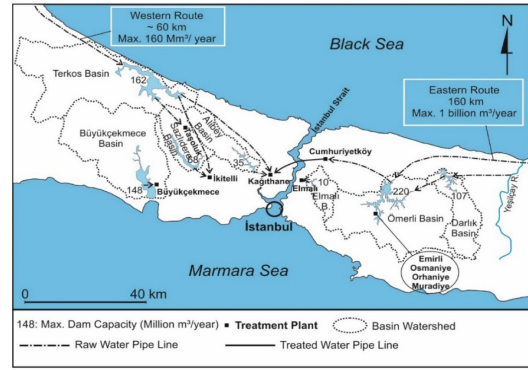 Western Route
~ 60 km
Max. 160 Mm³/ year
Black Sea
N
Terkos Basin
162
Eastern Route
160 km
Max. 1 billion m³/year
İstanbul Strait
Büyükçekmece
Basin
Taşoluk
Sazlıdere
Basin
68
Alibey
Basin
35
Cumhuriyetköy
148
Büyükçekmece
İkitelli
Kağıthane
Elmalı
10
Elmalı
B.
220
Ömerli Basin
107
Darlık
Basin
Yeşilçay R.
İstanbul
Emirli
Osmaniye
Orhaniye
Muradiye
Marmara Sea
0
40 km
148: Max. Dam Capacity (Million m³/year)
Treatment Plant
Basin Watershed
Raw Water Pipe Line
Treated Water Pipe Line